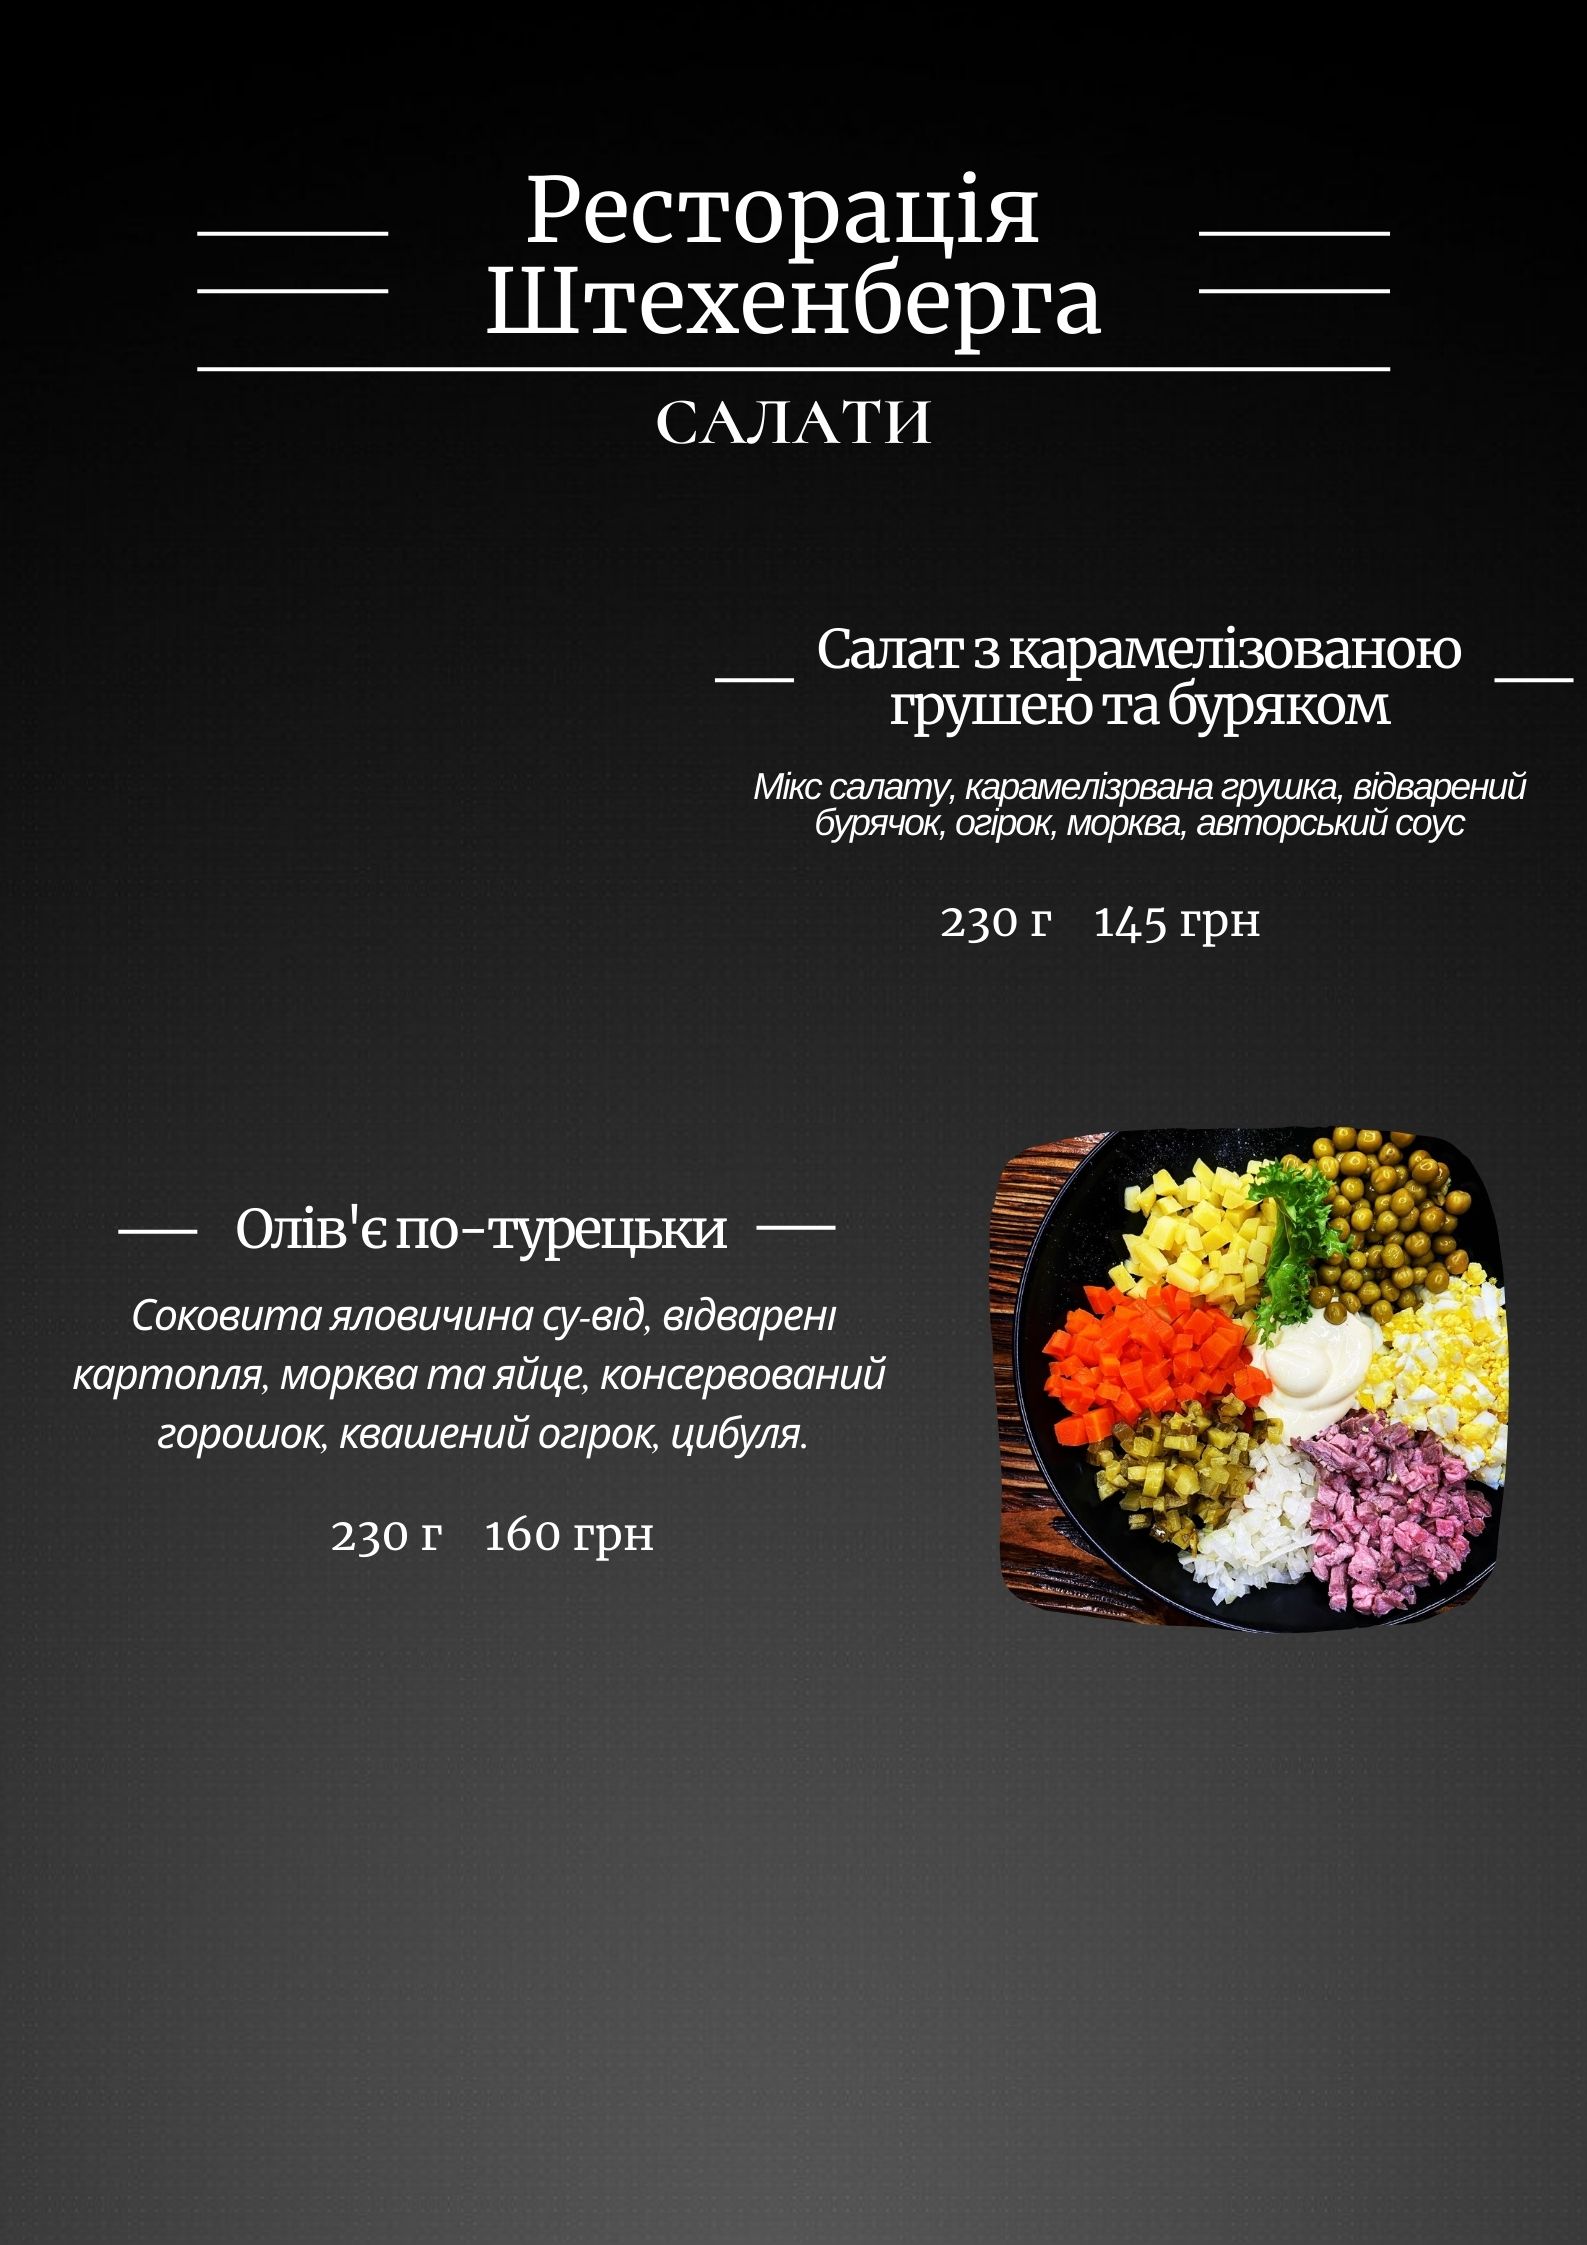 Ресторація
Штехенберга
САЛАТИ
Салат з карамелізованою
грушею та буряком
Мікс салату, карамелізрвана грушка, відварений
бурячок, огірок, морква, авторський соус
230 г 145 грн
Олів'є по-турецьки
Соковита яловичина су-від, відварені
картопля, морква та яйце, консервований
горошок, квашений огірок, цибуля.
230 г 160 грн